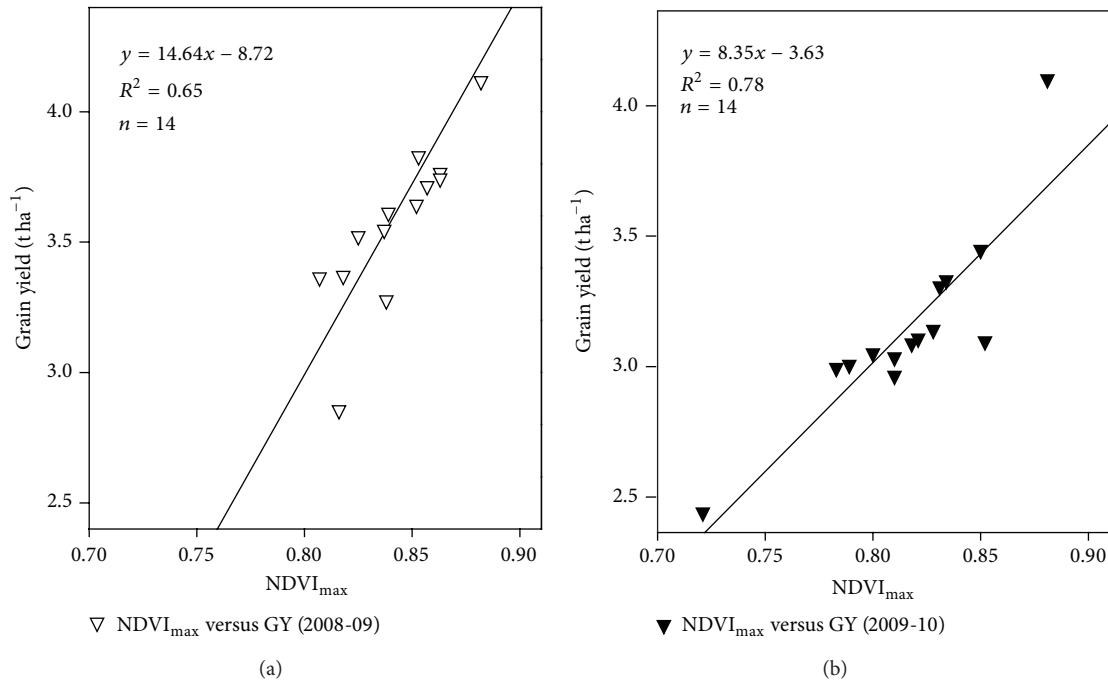 y = 14.64x − 8.72
R² = 0.65
n = 14
4.0
3.5
3.0
2.5
Grain yield (t ha⁻¹)
0.70 0.75 0.80 0.85 0.90
NDVImax
NDVImax versus GY (2008-09)
(a)
y = 8.35x − 3.63
R² = 0.78
n = 14
4.0
3.5
3.0
2.5
Grain yield (t ha⁻¹)
0.70 0.75 0.80 0.85 0.90
NDVImax
NDVImax versus GY (2009-10)
(b)